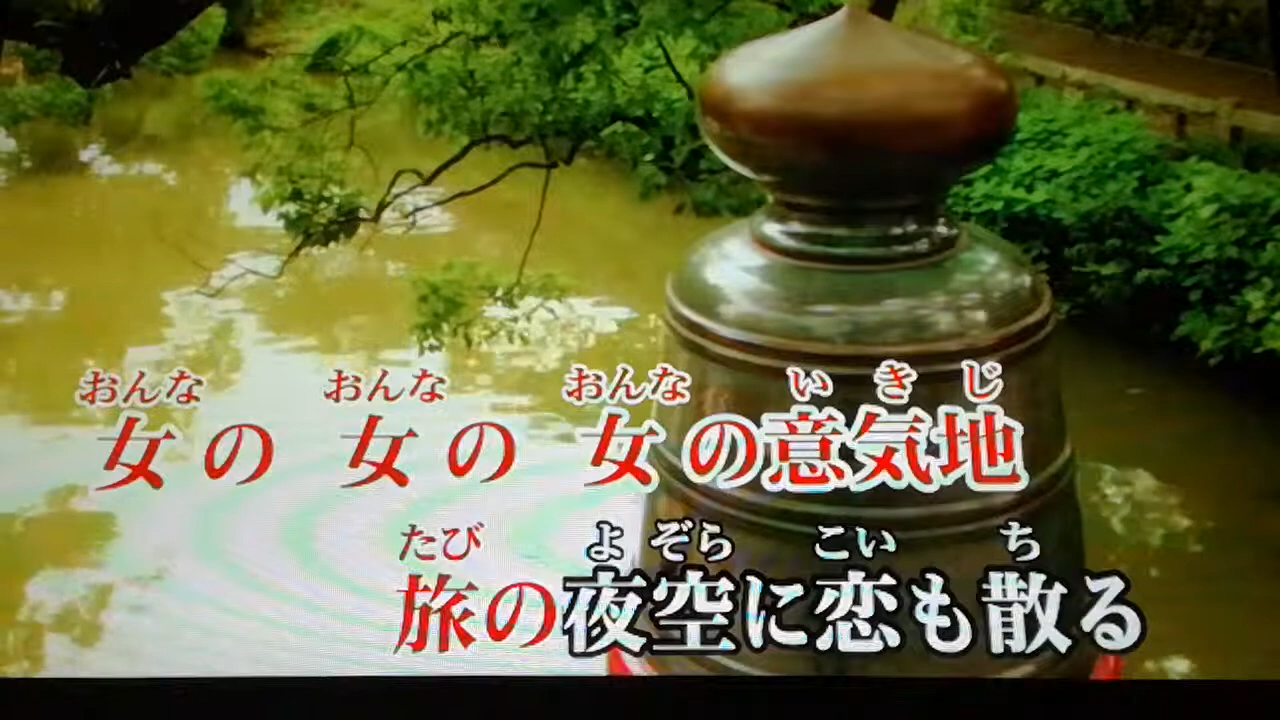 おんな おんな おんな いきじ
女の 女の 女の意気地
たび よぞら こい ち
旅の夜空に恋も散る